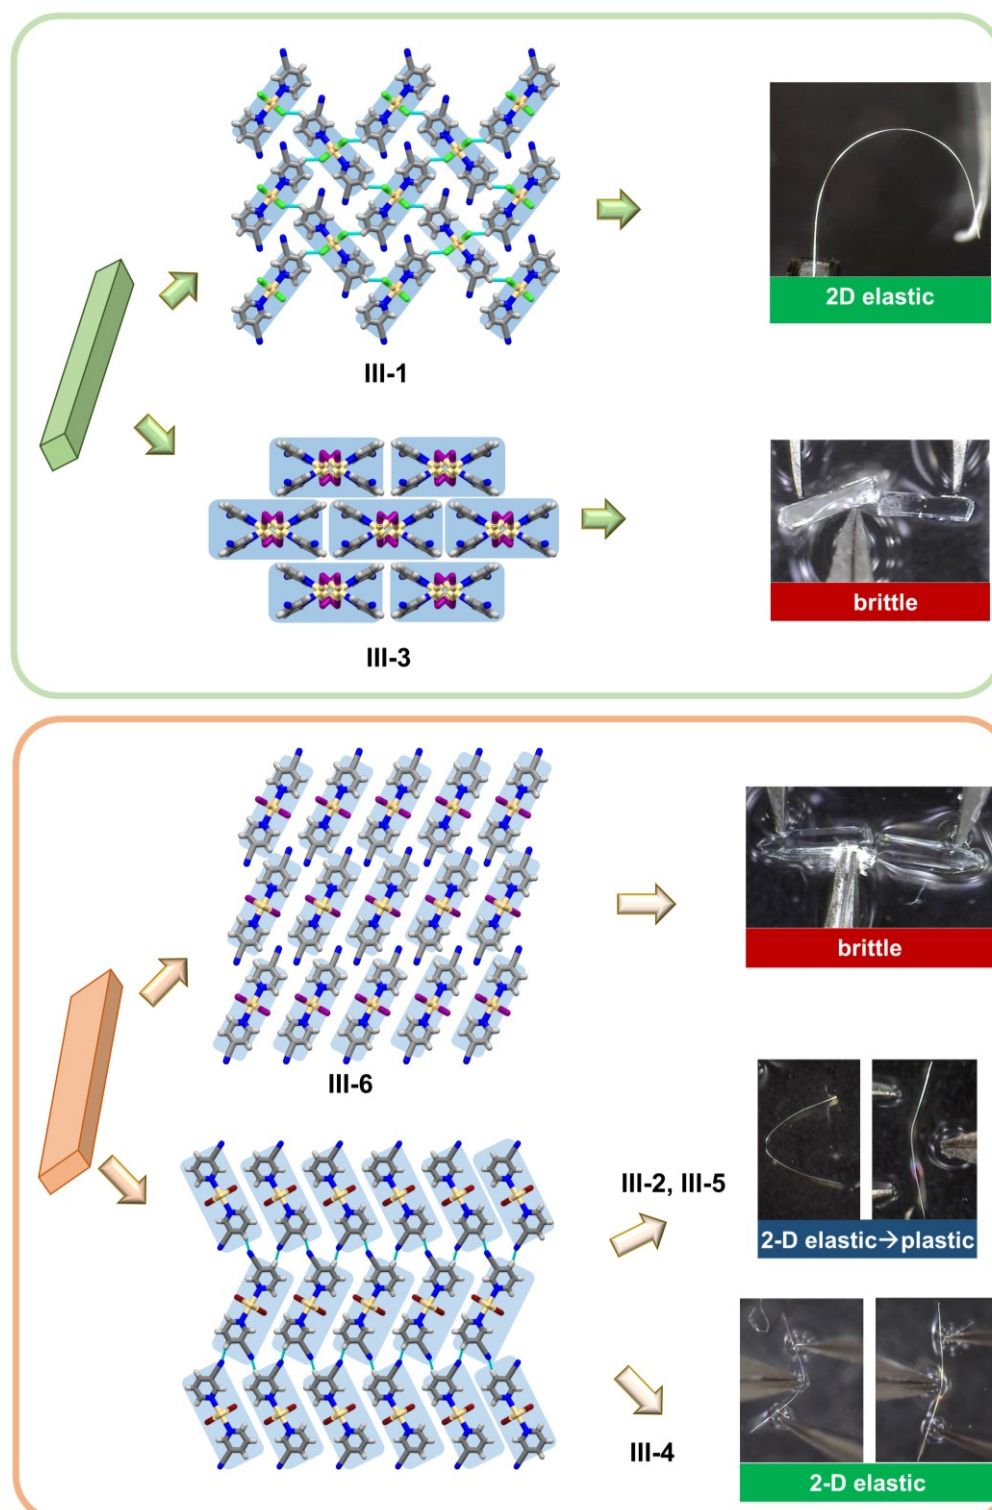 2D elastic
III-1
brittle
III-3
brittle
III-6
III-2, III-5
2-D elastic→plastic
III-4
2-D elastic